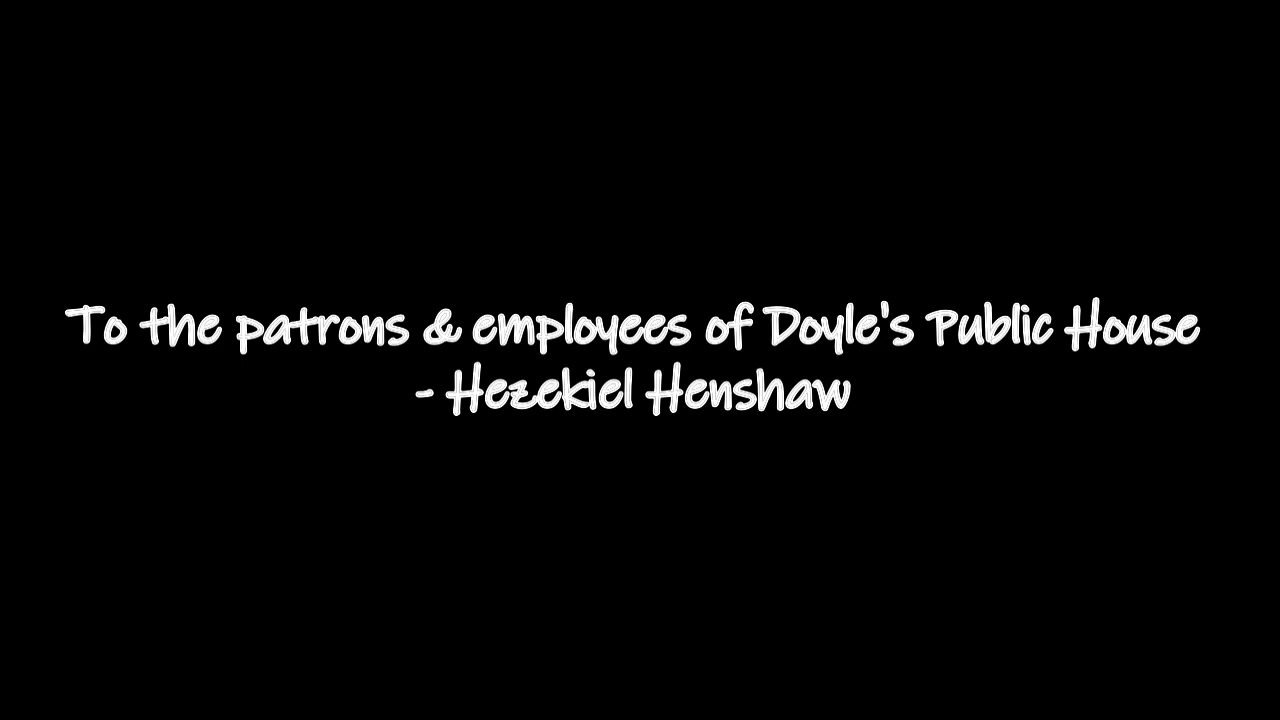 To the patrons & employees of Doyle's Public House
- Hezekiel Henshaw